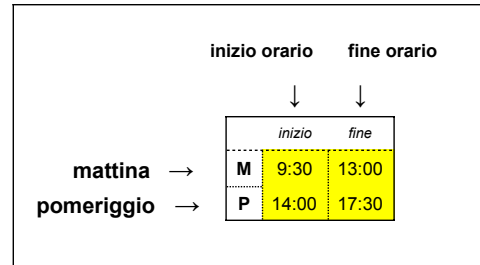 inizio orario fine orario
↓ ↓
inizio fine
mattina → M 9:30 13:00
pomeriggio → P 14:00 17:30